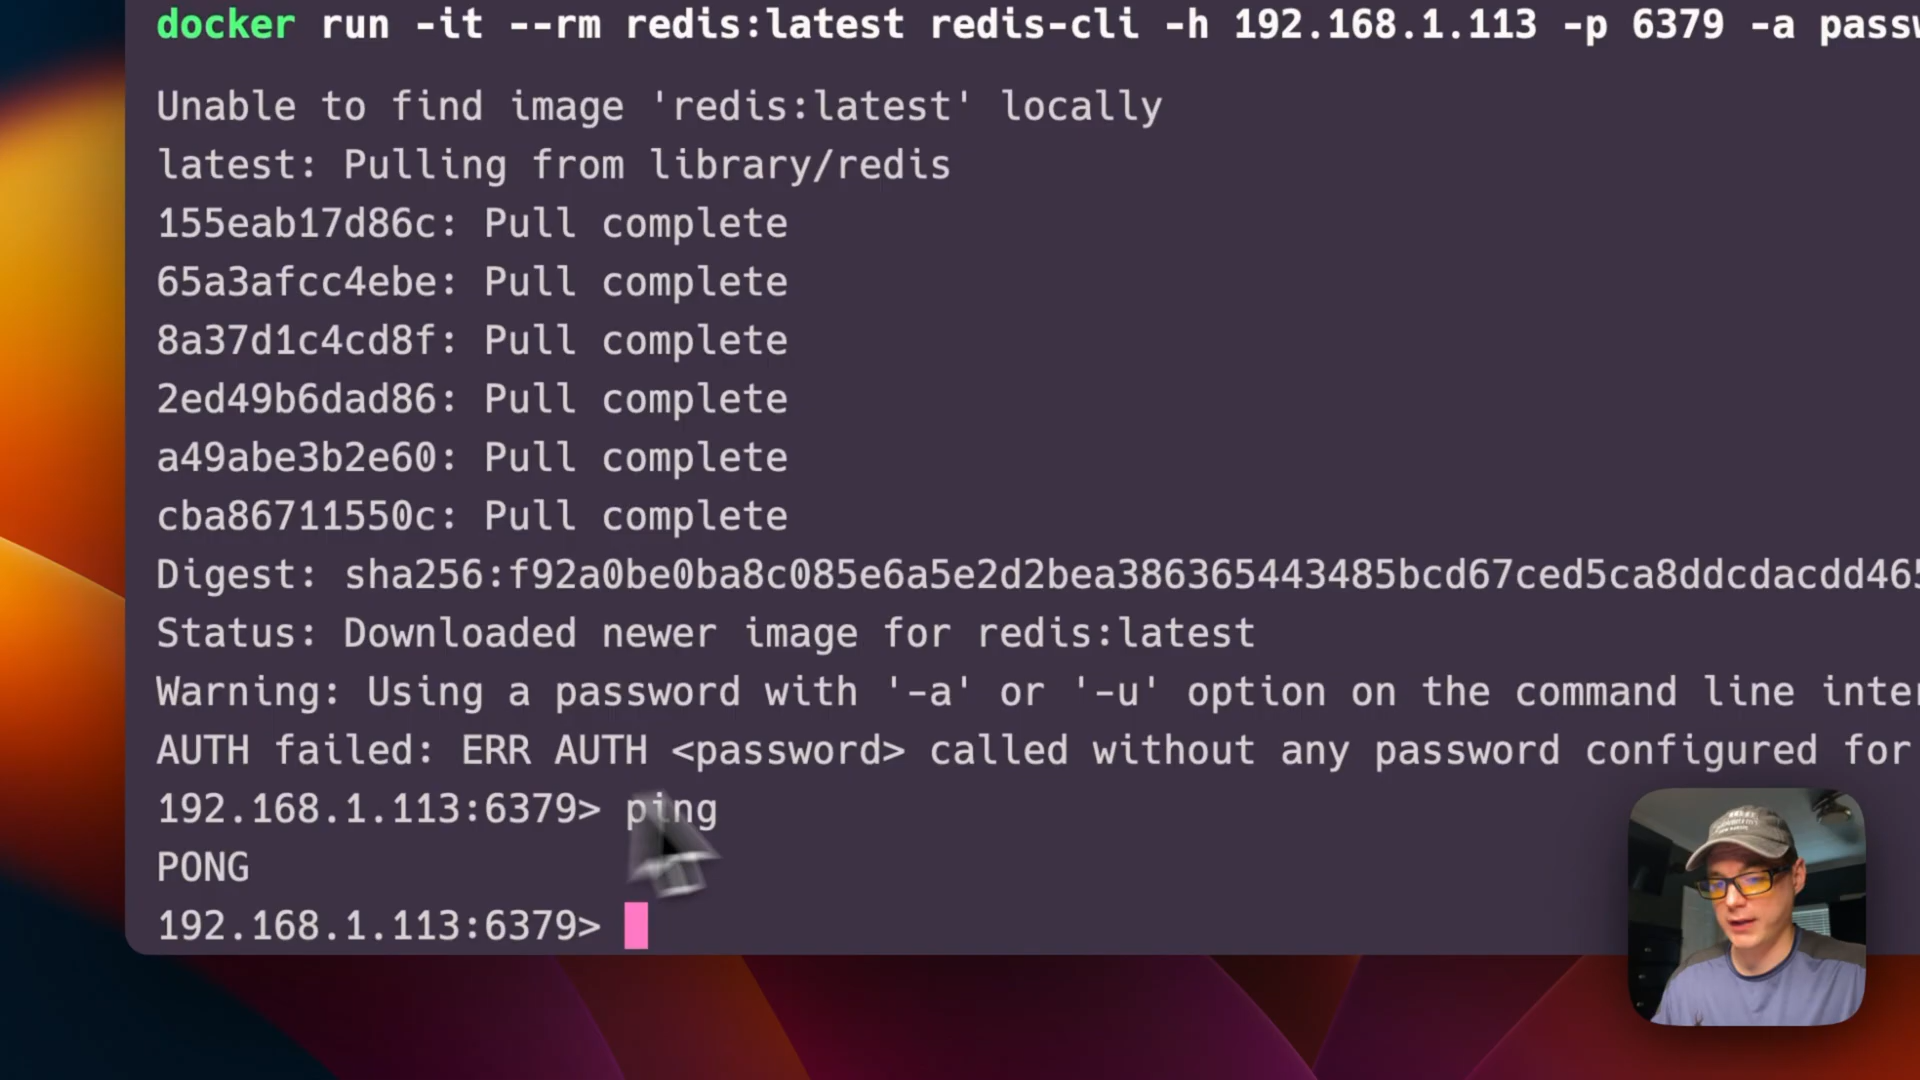 docker run -it --rm redis:latest redis-cli -h 192.168.1.113 -p 6379 -a passw
Unable to find image 'redis:latest' locally
latest: Pulling from library/redis
155eab17d86c: Pull complete
65a3afcc4ebe: Pull complete
8a37d1c4cd8f: Pull complete
2ed49b6dad86: Pull complete
a49abe3b2e60: Pull complete
cba86711550c: Pull complete
Digest: sha256:f92a0be0ba8c085e6a5e2d2bea386365443485bcd67ced5ca8ddcdacdd465
Status: Downloaded newer image for redis:latest
Warning: Using a password with '-a' or '-u' option on the command line inter
AUTH failed: ERR AUTH <password> called without any password configured for
192.168.1.113:6379> ping
PONG
192.168.1.113:6379>